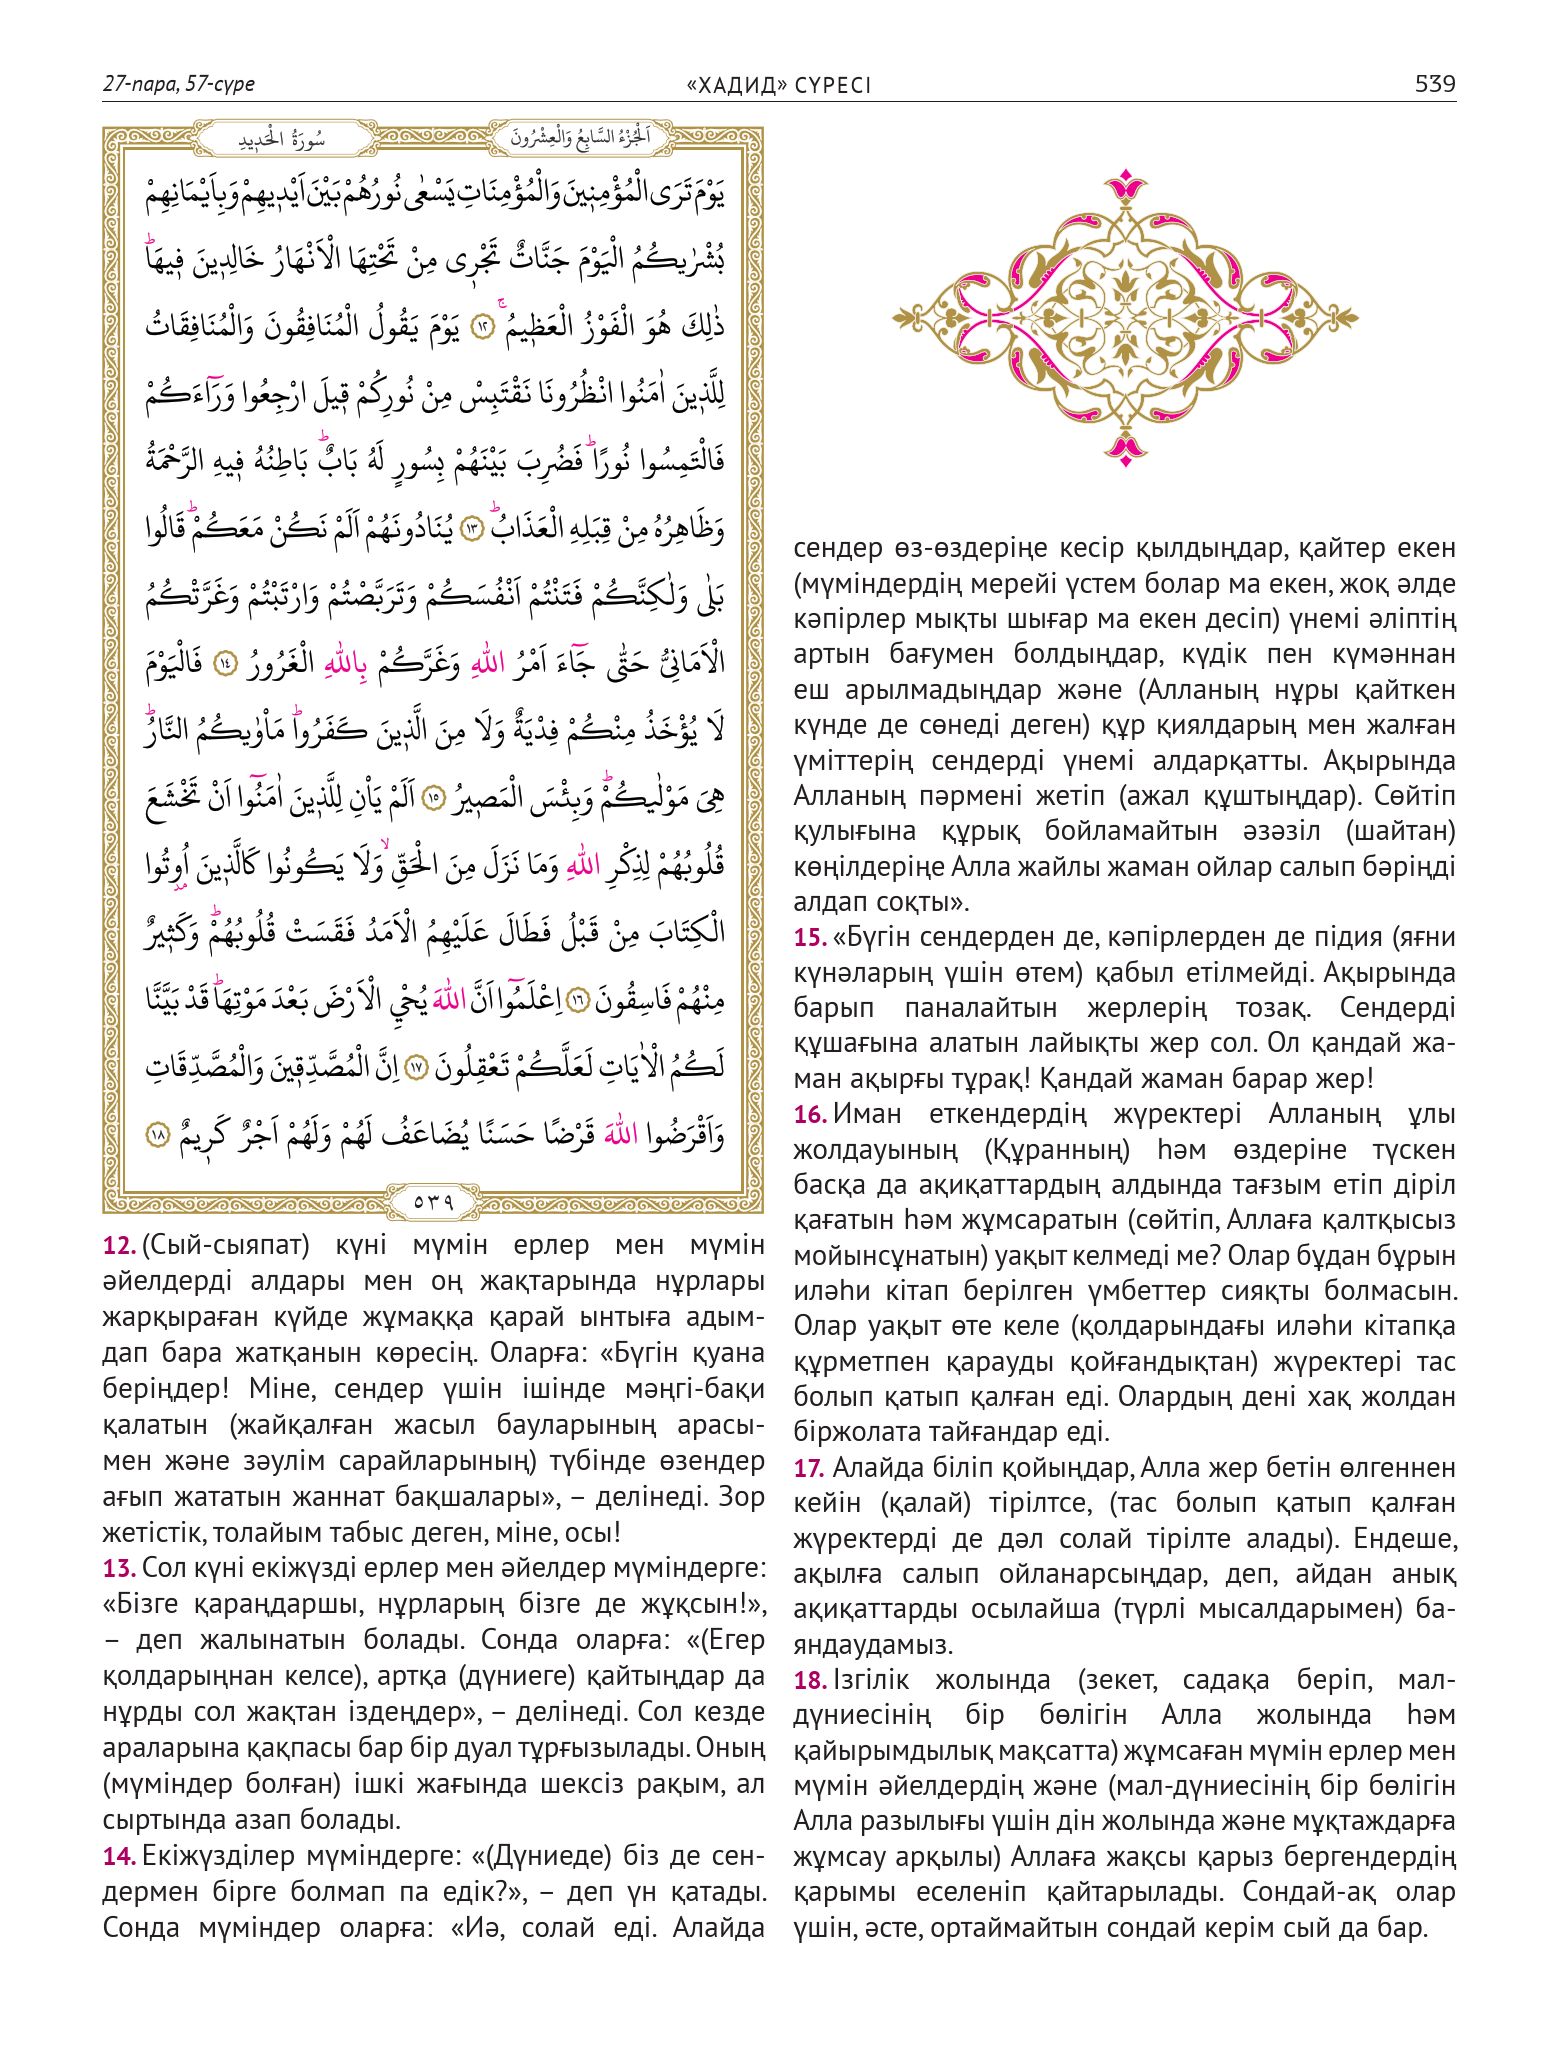 27-пара, 57-сүре
«ХАДИД» СҮРЕСІ
539
اَلْجُزْءُ السَّابِعُ وَالْعِشْرُونَ
سُورَةُ الْحَدٖيدِ
يَوْمَ تَرَى الْمُؤْمِنٖينَ وَالْمُؤْمِنَاتِ يَسْعٰى نُورُهُمْ بَيْنَ اَيْدٖيهِمْ وَبِاَيْمَانِهِمْ
بُشْرٰيكُمُ الْيَوْمَ جَنَّاتٌ تَجْرٖى مِنْ تَحْتِهَا الْاَنْهَارُ خَالِدٖينَ فٖيهَاؕ
ذٰلِكَ هُوَ الْفَوْزُ الْعَظٖيمُۚ ﴿١٢﴾ يَوْمَ يَقُولُ الْمُنَافِقُونَ وَالْمُنَافِقَاتُ
لِلَّذٖينَ اٰمَنُوا انْظُرُونَا نَقْتَبِسْ مِنْ نُورِكُمْ قٖيلَ ارْجِعُوا وَرَٓاءَكُمْ
فَالْتَمِسُوا نُورًاؕ فَضُرِبَ بَيْنَهُمْ بِسُورٍ لَهُ بَابٌؕ بَاطِنُهُ فٖيهِ الرَّحْمَةُ
وَظَاهِرُهُ مِنْ قِبَلِهِ الْعَذَابُؕ ﴿١٣﴾ يُنَادُونَهُمْ اَلَمْ نَكُنْ مَعَكُمْؕ قَالُوا
بَلٰى وَلٰكِنَّكُمْ فَتَنْتُمْ اَنْفُسَكُمْ وَتَرَبَّصْتُمْ وَارْتَبْتُمْ وَغَرَّتْكُمُ
الْاَمَانِىُّ حَتّٰى جَٓاءَ اَمْرُ اللّٰهِ وَغَرَّكُمْ بِاللّٰهِ الْغَرُورُ ﴿١٤﴾ فَالْيَوْمَ
لَا يُؤْخَذُ مِنْكُمْ فِدْيَةٌ وَلَا مِنَ الَّذٖينَ كَفَرُواؕ مَاْوٰيكُمُ النَّارُؕ
هِىَ مَوْلٰيكُمْؕ وَبِئْسَ الْمَصٖيرُ ﴿١٥﴾ اَلَمْ يَاْنِ لِلَّذٖينَ اٰمَنُٓوا اَنْ تَخْشَعَ
قُلُوبُهُمْ لِذِكْرِ اللّٰهِ وَمَا نَزَلَ مِنَ الْحَقِّۙ وَلَا يَكُونُوا كَالَّذٖينَ اُو۫تُوا
الْكِتَابَ مِنْ قَبْلُ فَطَالَ عَلَيْهِمُ الْاَمَدُ فَقَسَتْ قُلُوبُهُمْؕ وَكَثٖيرٌ
مِنْهُمْ فَاسِقُونَ ﴿١٦﴾ اِعْلَمُٓوا اَنَّ اللّٰهَ يُحْيِ الْاَرْضَ بَعْدَ مَوْتِهَاؕ قَدْ بَيَّنَّا
لَكُمُ الْاٰيَاتِ لَعَلَّكُمْ تَعْقِلُونَ ﴿١٧﴾ اِنَّ الْمُصَّدِّقٖينَ وَالْمُصَّدِّقَاتِ
وَاَقْرَضُوا اللّٰهَ قَرْضًا حَسَنًا يُضَاعَفُ لَهُمْ وَلَهُمْ اَجْرٌ كَرٖيمٌ ﴿١٨﴾
٥٣٩
12. (Сый-сыяпат) күні мүмін ерлер мен мүмін
әйелдерді алдары мен оң жақтарында нұрлары
жарқыраған күйде жұмаққа қарай ынтыға адым-
дап бара жатқанын көресің. Оларға: «Бүгін қуана
беріңдер! Міне, сендер үшін ішінде мәңгі-бақи
қалатын (жайқалған жасыл бауларының арасы-
мен және зәулім сарайларының) түбінде өзендер
ағып жататын жаннат бақшалары», – делінеді. Зор
жетістік, толайым табыс деген, міне, осы!
13. Сол күні екіжүзді ерлер мен әйелдер мүміндерге:
«Бізге қараңдаршы, нұрларың бізге де жұқсын!»,
– деп жалынатын болады. Сонда оларға: «(Егер
қолдарыңнан келсе), артқа (дүниеге) қайтыңдар да
нұрды сол жақтан іздеңдер», – делінеді. Сол кезде
араларына қақпасы бар бір дуал тұрғызылады. Оның
(мүміндер болған) ішкі жағында шексіз рақым, ал
сыртында азап болады.
14. Екіжүзділер мүміндерге: «(Дүниеде) біз де сен-
дермен бірге болмап па едік?», – деп үн қатады.
Сонда мүміндер оларға: «Иә, солай еді. Алайда
сендер өз-өздеріңе кесір қылдыңдар, қайтер екен
(мүміндердің мерейі үстем болар ма екен, жоқ әлде
кәпірлер мықты шығар ма екен десіп) үнемі әліптің
артын бағумен болдыңдар, күдік пен күмәннан
еш арылмадыңдар және (Алланың нұры қайткен
күнде де сөнеді деген) құр қиялдарың мен жалған
үміттерің сендерді үнемі алдарқатты. Ақырында
Алланың пәрмені жетіп (ажал құштыңдар). Сөйтіп
қулығына құрық бойламайтын әзәзіл (шайтан)
көңілдеріңе Алла жайлы жаман ойлар салып бәріңді
алдап соқты».
15. «Бүгін сендерден де, кәпірлерден де підия (яғни
күнәларың үшін өтем) қабыл етілмейді. Ақырында
барып паналайтын жерлерің тозақ. Сендерді
құшағына алатын лайықты жер сол. Ол қандай жа-
ман ақырғы тұрақ! Қандай жаман барар жер!
16. Иман еткендердің жүректері Алланың ұлы
жолдауының (Құранның) һәм өздеріне түскен
басқа да ақиқаттардың алдында тағзым етіп діріл
қағатын һәм жұмсаратын (сөйтіп, Аллаға қалтқысыз
мойынсұнатын) уақыт келмеді ме? Олар бұдан бұрын
иләһи кітап берілген үмбеттер сияқты болмасын.
Олар уақыт өте келе (қолдарындағы иләһи кітапқа
құрметпен қарауды қойғандықтан) жүректері тас
болып қатып қалған еді. Олардың дені хақ жолдан
біржолата тайғандар еді.
17. Алайда біліп қойыңдар, Алла жер бетін өлгеннен
кейін (қалай) тірілтсе, (тас болып қатып қалған
жүректерді де дәл солай тірілте алады). Ендеше,
ақылға салып ойланарсыңдар, деп, айдан анық
ақиқаттарды осылайша (түрлі мысалдарымен) ба-
яндаудамыз.
18. Ізгілік жолында (зекет, садақа беріп, мал-
дүниесінің бір бөлігін Алла жолында һәм
қайырымдылық мақсатта) жұмсаған мүмін ерлер мен
мүмін әйелдердің және (мал-дүниесінің бір бөлігін
Алла разылығы үшін дін жолында және мұқтаждарға
жұмсау арқылы) Аллаға жақсы қарыз бергендердің
қарымы еселеніп қайтарылады. Сондай-ақ олар
үшін, әсте, ортаймайтын сондай керім сый да бар.